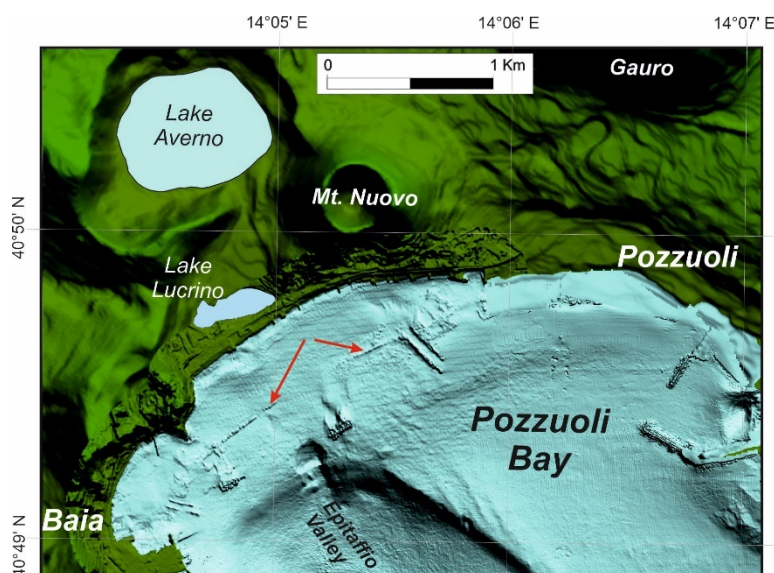 14°05' E
14°06' E
14°07' E
0
1 Km
Gauro
Lake
Averno
Mt. Nuovo
40°50' N
Pozzuoli
Lake
Lucrino
Pozzuoli
Bay
Epitaffio
Valley
Baia
40°49' N